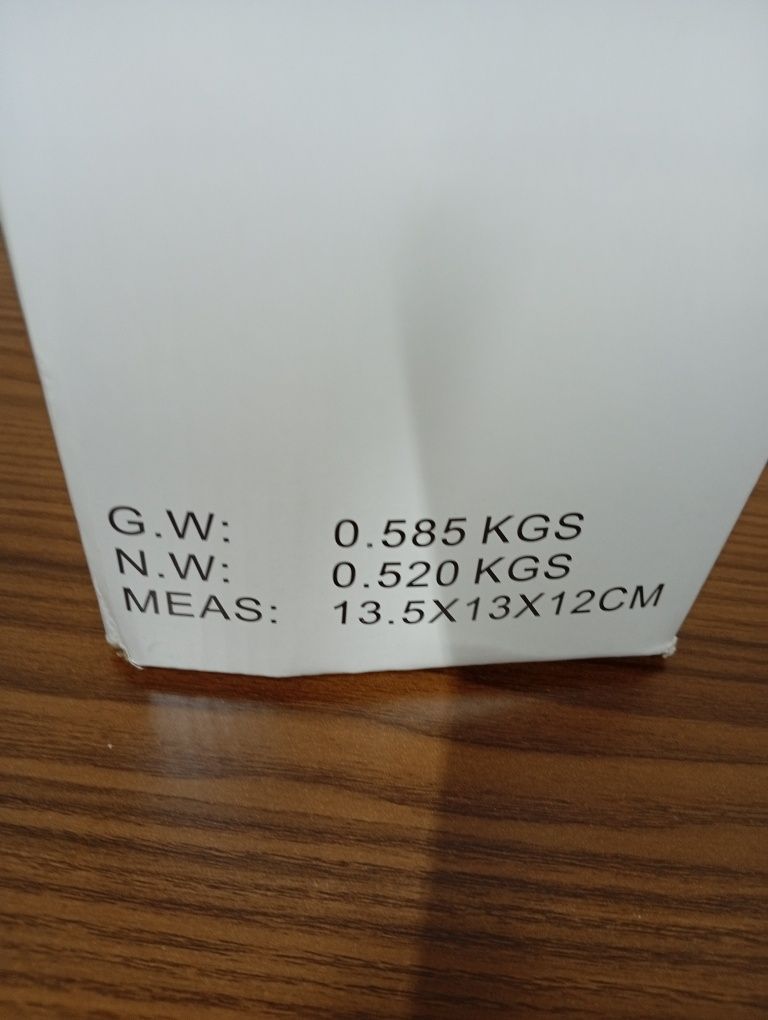 G.W: 0.585 KGS
N.W: 0.520 KGS
MEAS: 13.5X13X12CM